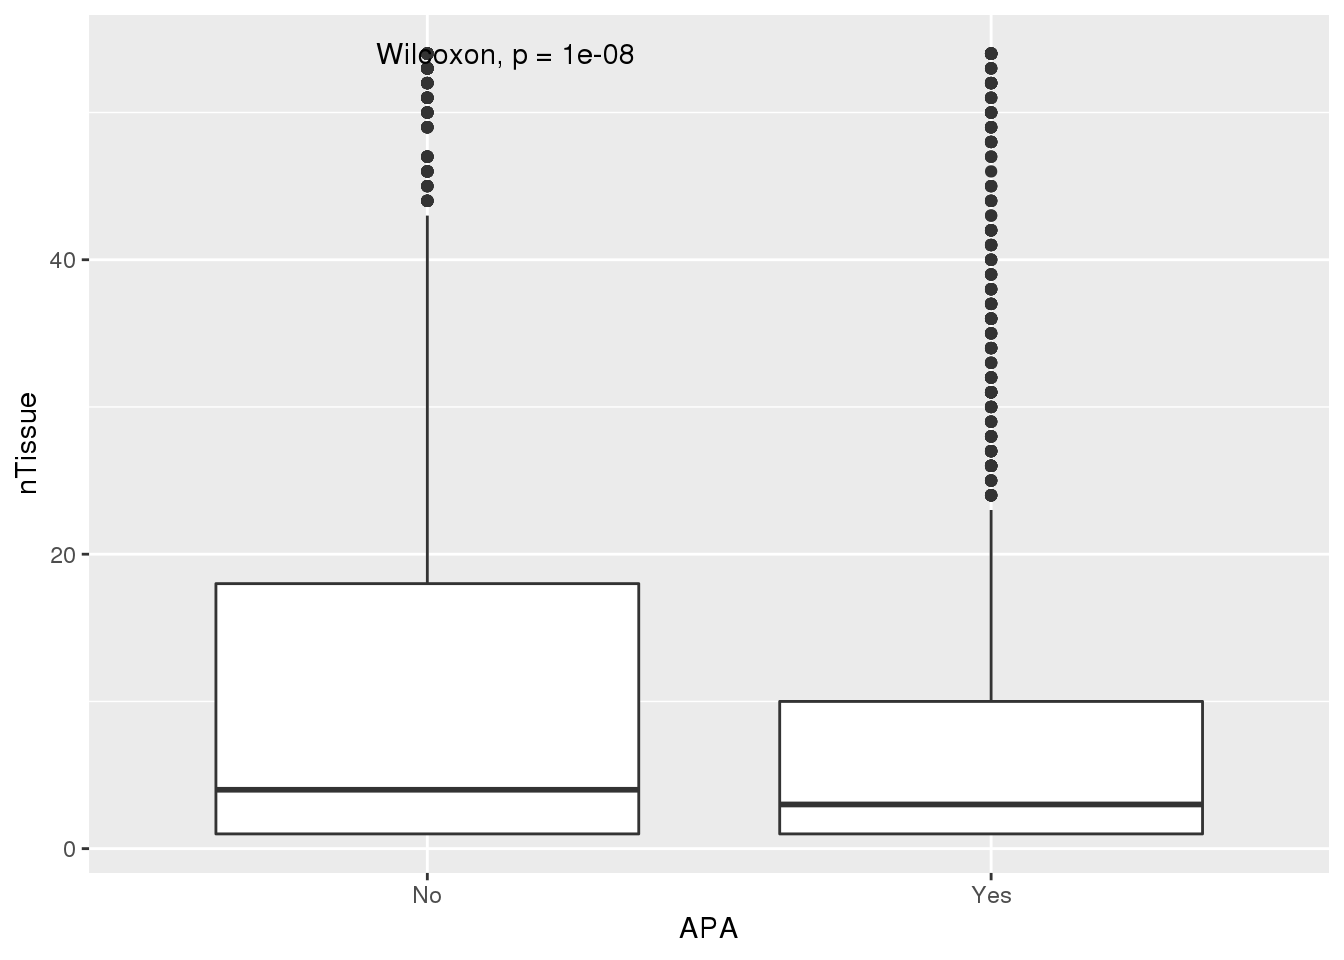 Wilcoxon, p = 1e-08
40
20
0
nTissue
No
Yes
APA